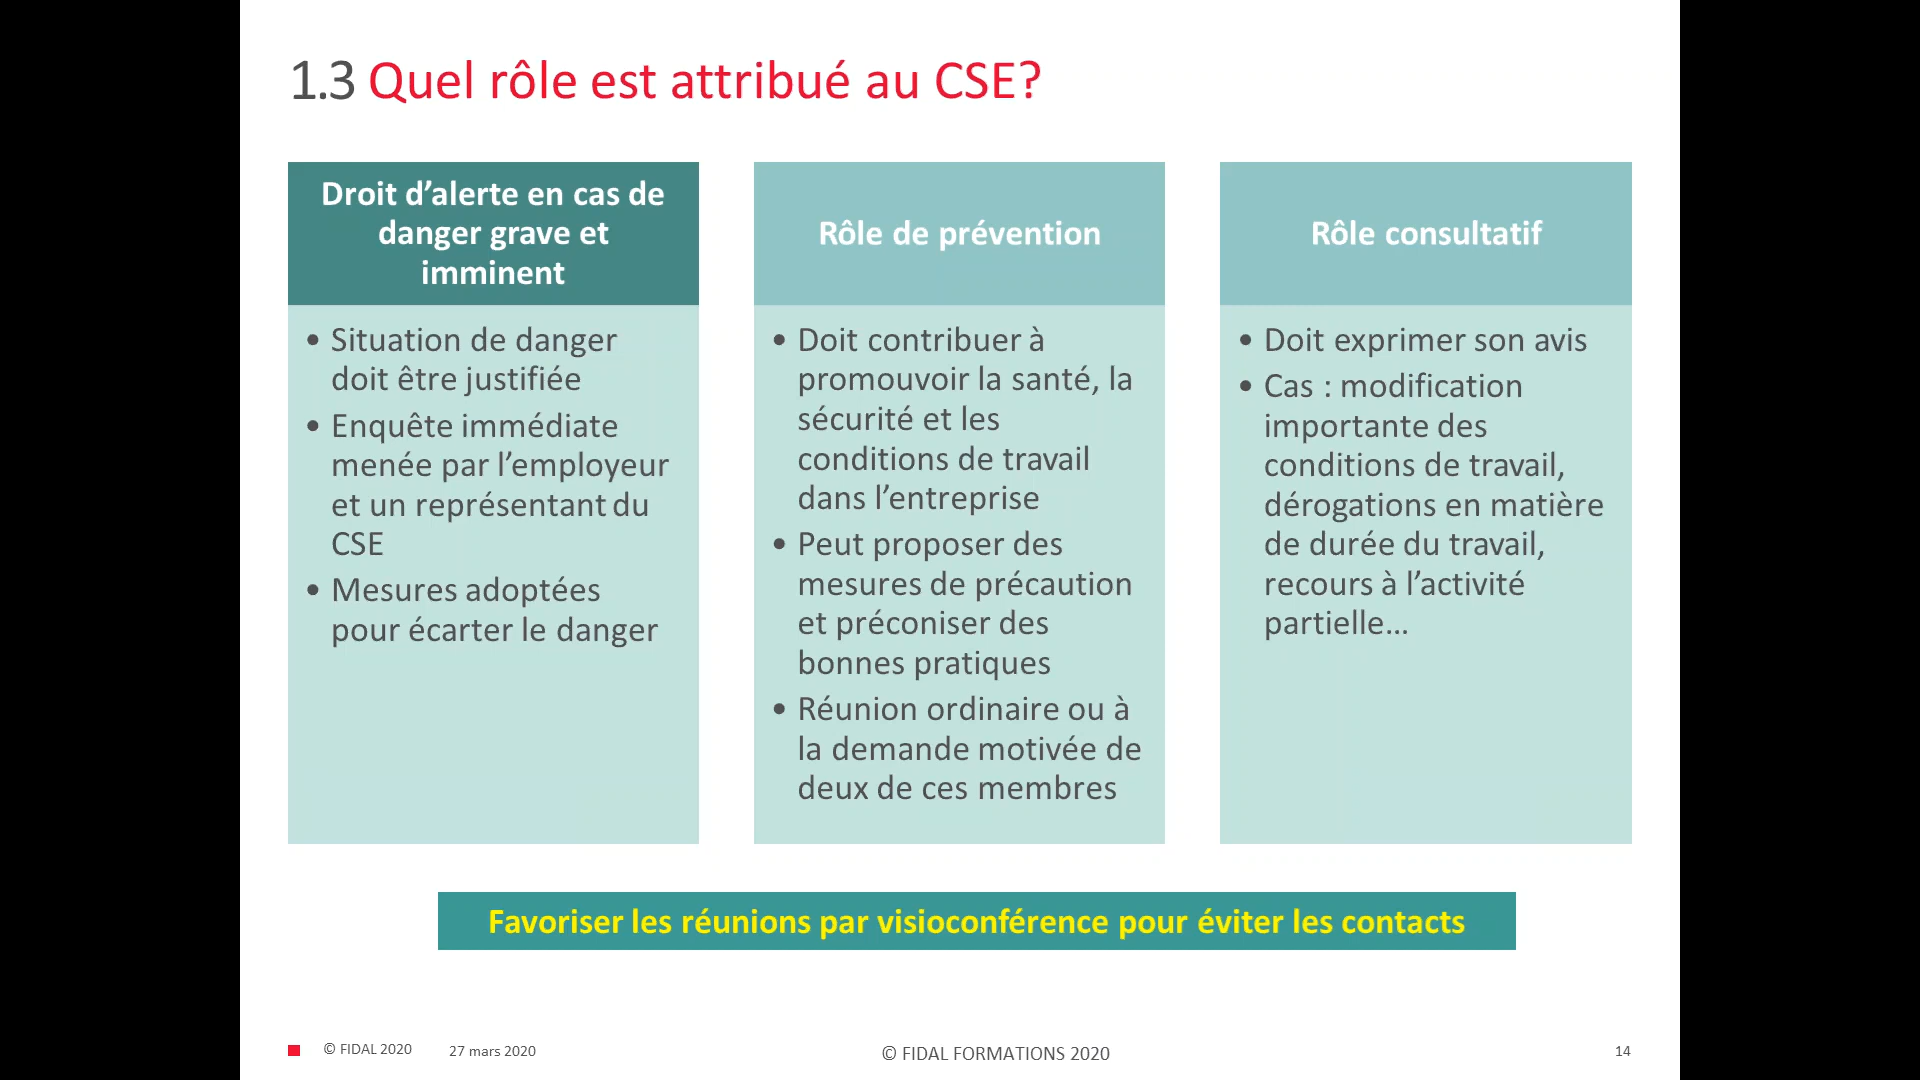 1.3 Quel rôle est attribué au CSE?
Droit d’alerte en cas de
danger grave et
imminent
• Situation de danger
doit être justifiée
• Enquête immédiate
menée par l’employeur
et un représentant du
CSE
• Mesures adoptées
pour écarter le danger
Rôle de prévention
• Doit contribuer à
promouvoir la santé, la
sécurité et les
conditions de travail
dans l’entreprise
• Peut proposer des
mesures de précaution
et préconiser des
bonnes pratiques
• Réunion ordinaire ou à
la demande motivée de
deux de ces membres
Rôle consultatif
• Doit exprimer son avis
• Cas : modification
importante des
conditions de travail,
dérogations en matière
de durée du travail,
recours à l’activité
partielle…
Favoriser les réunions par visioconférence pour éviter les contacts
© FIDAL 2020
27 mars 2020
© FIDAL FORMATIONS 2020
14